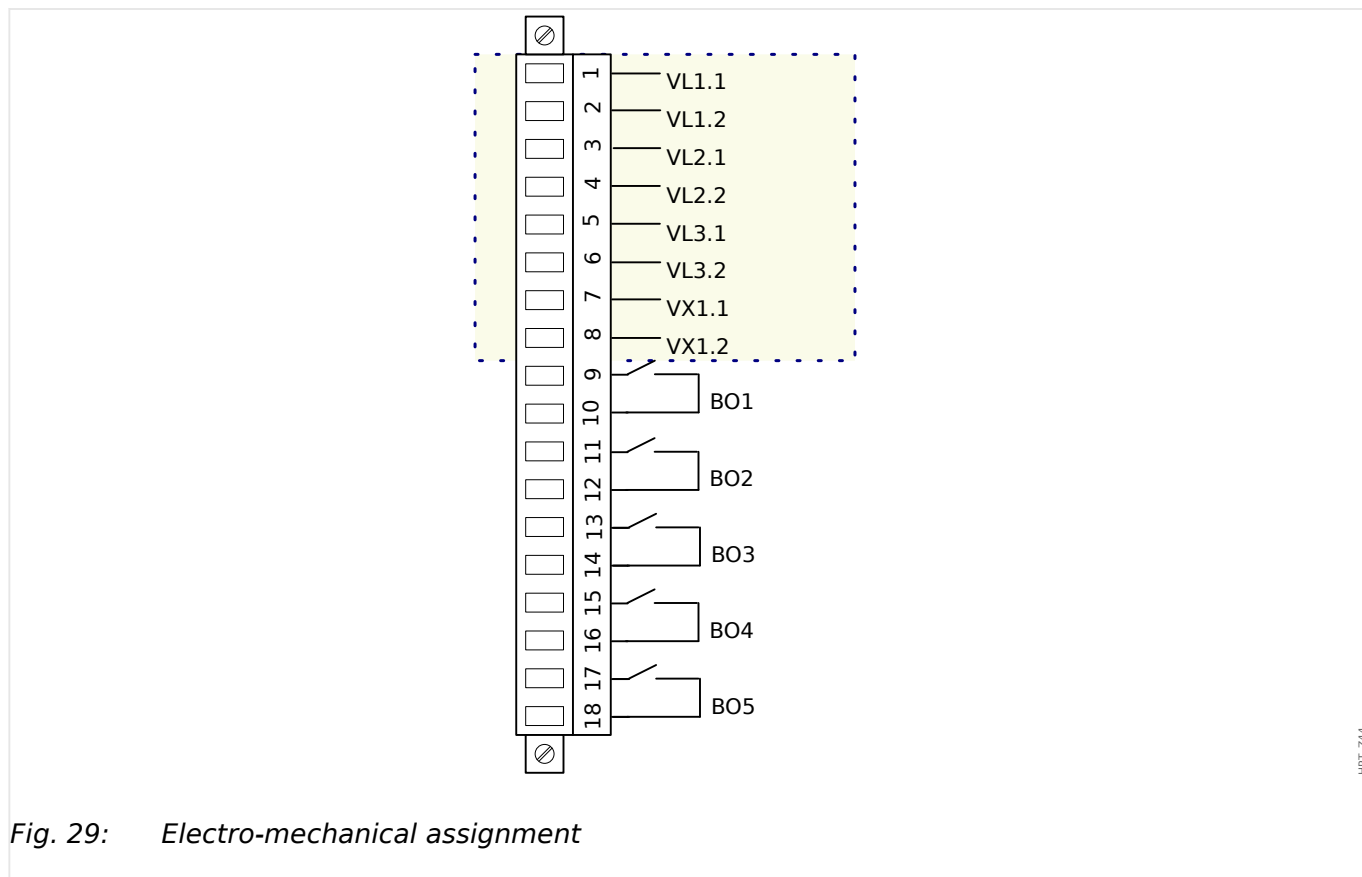 1 VL1.1
2 VL1.2
3 VL2.1
4 VL2.2
5 VL3.1
6 VL3.2
7 VX1.1
8 VX1.2
9
BO1
10
11
BO2
12
13
BO3
14
15
BO4
16
17
BO5
18
Fig. 29: Electro-mechanical assignment